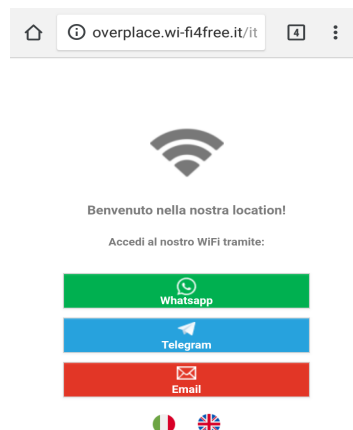 overplace.wi-fi4free.it/it
4
Benvenuto nella nostra location!
Accedi al nostro WiFi tramite:
Whatsapp
Telegram
Email